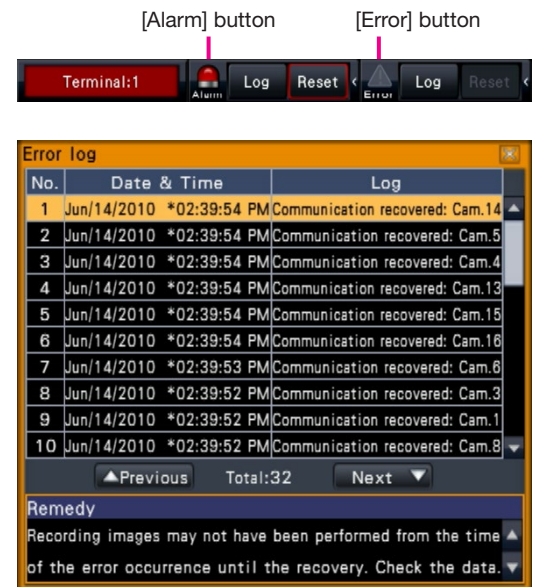 [Alarm] button [Error] button
Terminal:1 Alarm Log Reset Error Log Reset
Error log
No. Date & Time Log
1 Jun/14/2010 *02:39:54 PM Communication recovered: Cam.14
2 Jun/14/2010 *02:39:54 PM Communication recovered: Cam.5
3 Jun/14/2010 *02:39:54 PM Communication recovered: Cam.4
4 Jun/14/2010 *02:39:54 PM Communication recovered: Cam.13
5 Jun/14/2010 *02:39:54 PM Communication recovered: Cam.15
6 Jun/14/2010 *02:39:54 PM Communication recovered: Cam.16
7 Jun/14/2010 *02:39:53 PM Communication recovered: Cam.6
8 Jun/14/2010 *02:39:52 PM Communication recovered: Cam.3
9 Jun/14/2010 *02:39:52 PM Communication recovered: Cam.1
10 Jun/14/2010 *02:39:52 PM Communication recovered: Cam.8
▲Previous Total:32 Next ▼
Remedy
Recording images may not have been performed from the time
of the error occurrence until the recovery. Check the data.